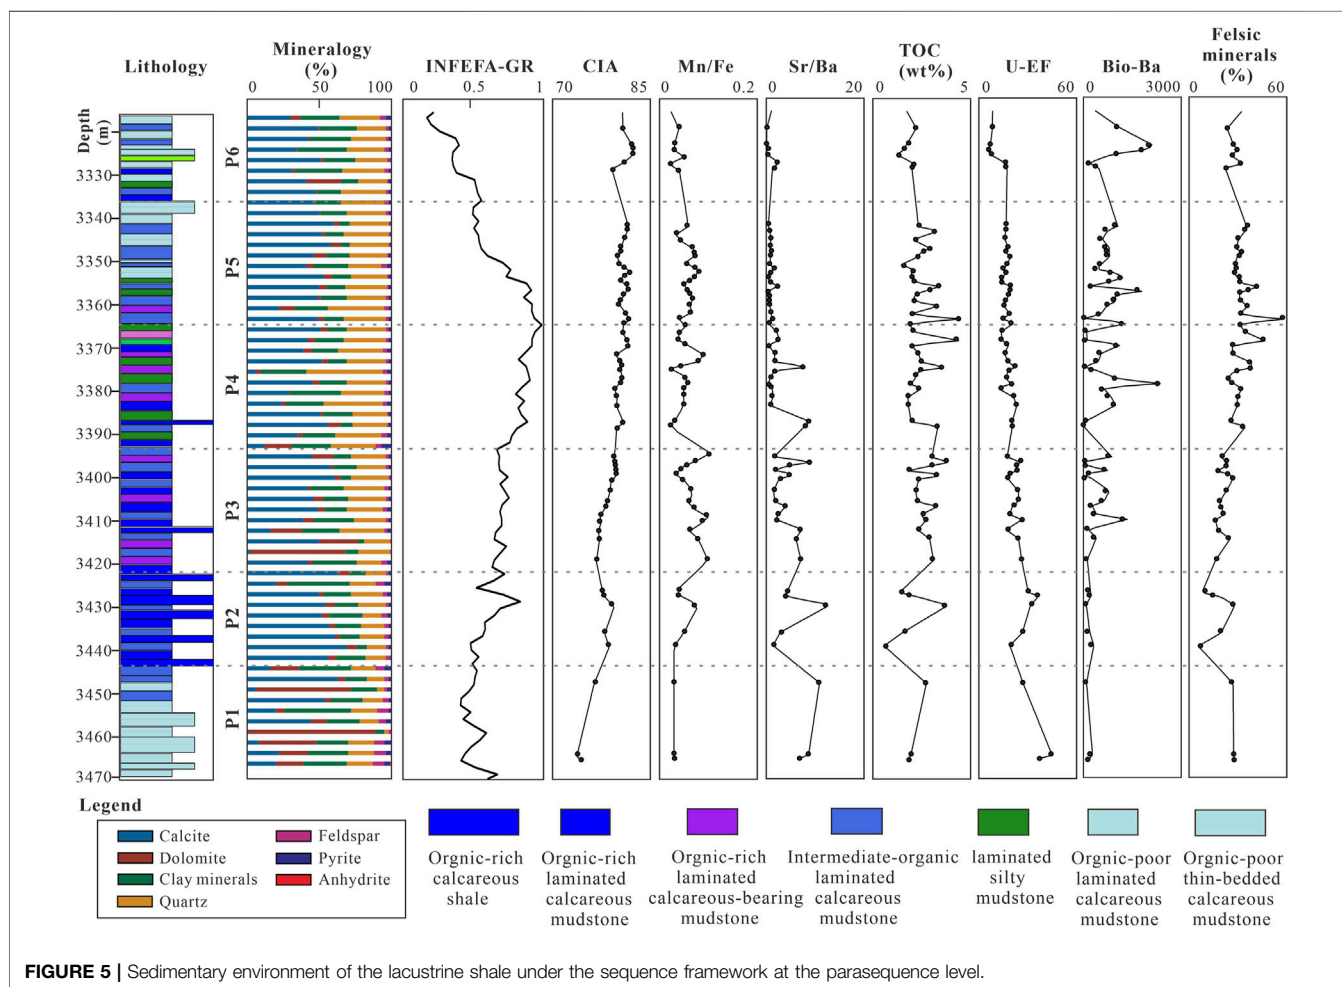 Lithology
Mineralogy
(%)
INFEFA-GR
CIA
Mn/Fe
Sr/Ba
TOC
(wt%)
U-EF
Bio-Ba
Felsic
minerals
(%)
0 50 100
0 0.5 1
70 85
0 0.2
0 20
0 5
0 60
0 3000
0 60
Depth
(m)
3330
3340
3350
3360
3370
3380
3390
3400
3410
3420
3430
3440
3450
3460
3470
P6
P5
P4
P3
P2
P1
Legend
Calcite
Dolomite
Clay minerals
Quartz
Feldspar
Pyrite
Anhydrite
Orgnic-rich
calcareous
shale
Orgnic-rich
laminated
calcareous
mudstone
Orgnic-rich
laminated
calcareous-bearing
mudstone
Intermediate-organic
laminated
calcareous
mudstone
laminated
silty
mudstone
Orgnic-poor
laminated
calcareous
mudstone
Orgnic-poor
thin-bedded
calcareous
mudstone
FIGURE 5 | Sedimentary environment of the lacustrine shale under the sequence framework at the parasequence level.